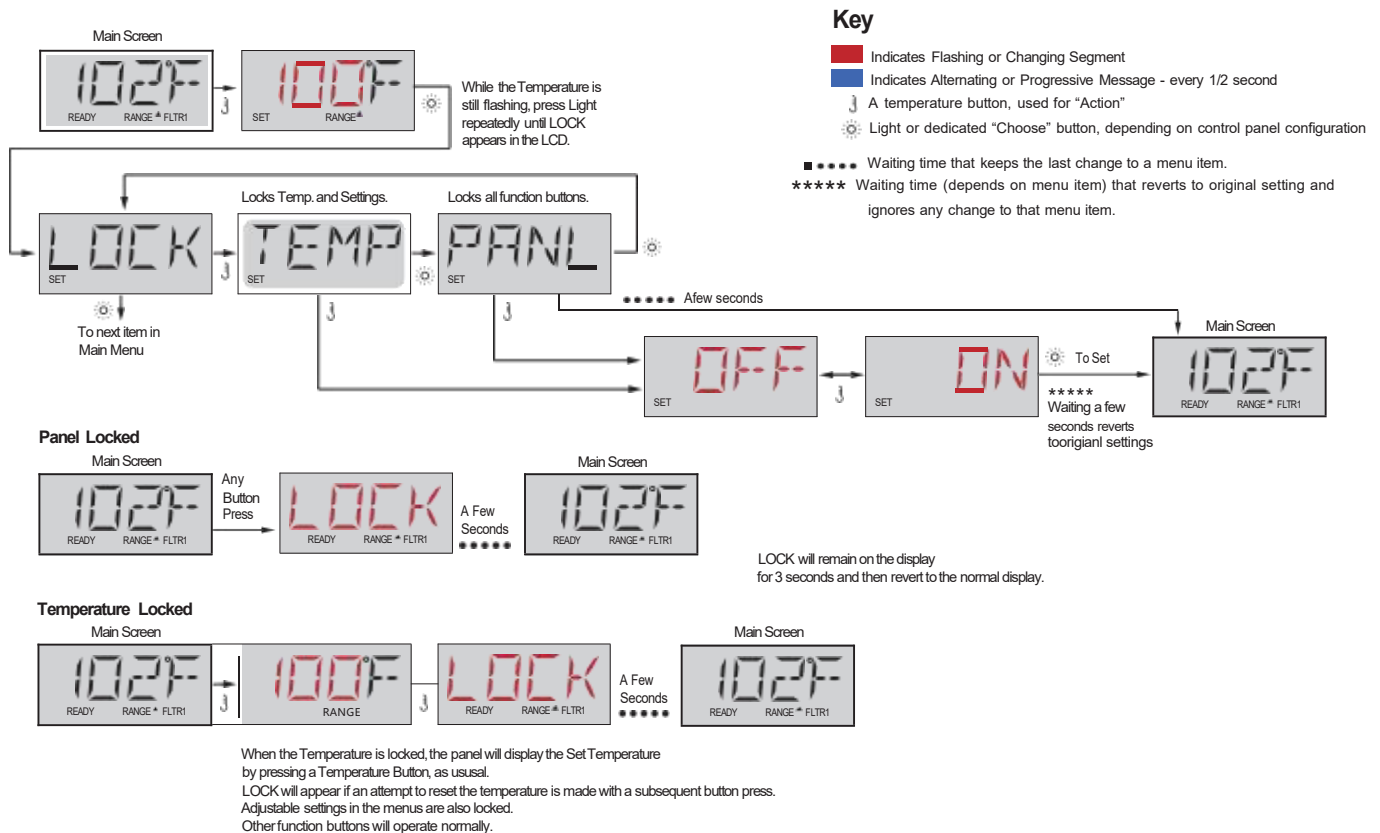 Key
Indicates Flashing or Changing Segment
Indicates Alternating or Progressive Message - every 1/2 second
A temperature button, used for “Action”
Light or dedicated “Choose” button, depending on control panel configuration
Waiting time that keeps the last change to a menu item.
***** Waiting time (depends on menu item) that reverts to original setting and
ignores any change to that menu item.
Main Screen
102°F
READY RANGE FLTR1
100°F
SET RANGE
While the Temperature is
still flashing, press Light
repeatedly until LOCK
appears in the LCD.
LOCK
SET
To next item in
Main Menu
Locks Temp. and Settings.
TEMP
SET
Locks all function buttons.
PANL
SET
Afew seconds
OFF
SET
ON
SET
To Set
*****
Waiting a few
seconds reverts
toorigianl settings
Main Screen
102°F
READY RANGE FLTR1
Panel Locked
Main Screen
102°F
READY RANGE FLTR1
Any
Button
Press
LOCK
READY RANGE FLTR1
A Few
Seconds
Main Screen
102°F
READY RANGE FLTR1
LOCK will remain on the display
for 3 seconds and then revert to the normal display.
Temperature Locked
Main Screen
102°F
READY RANGE FLTR1
100°F
RANGE
LOCK
READY RANGE FLTR1
A Few
Seconds
Main Screen
102°F
READY RANGE FLTR1
When the Temperature is locked, the panel will display the Set Temperature
by pressing a Temperature Button, as ususal.
LOCK will appear if an attempt to reset the temperature is made with a subsequent button press.
Adjustable settings in the menus are also locked.
Other function buttons will operate normally.